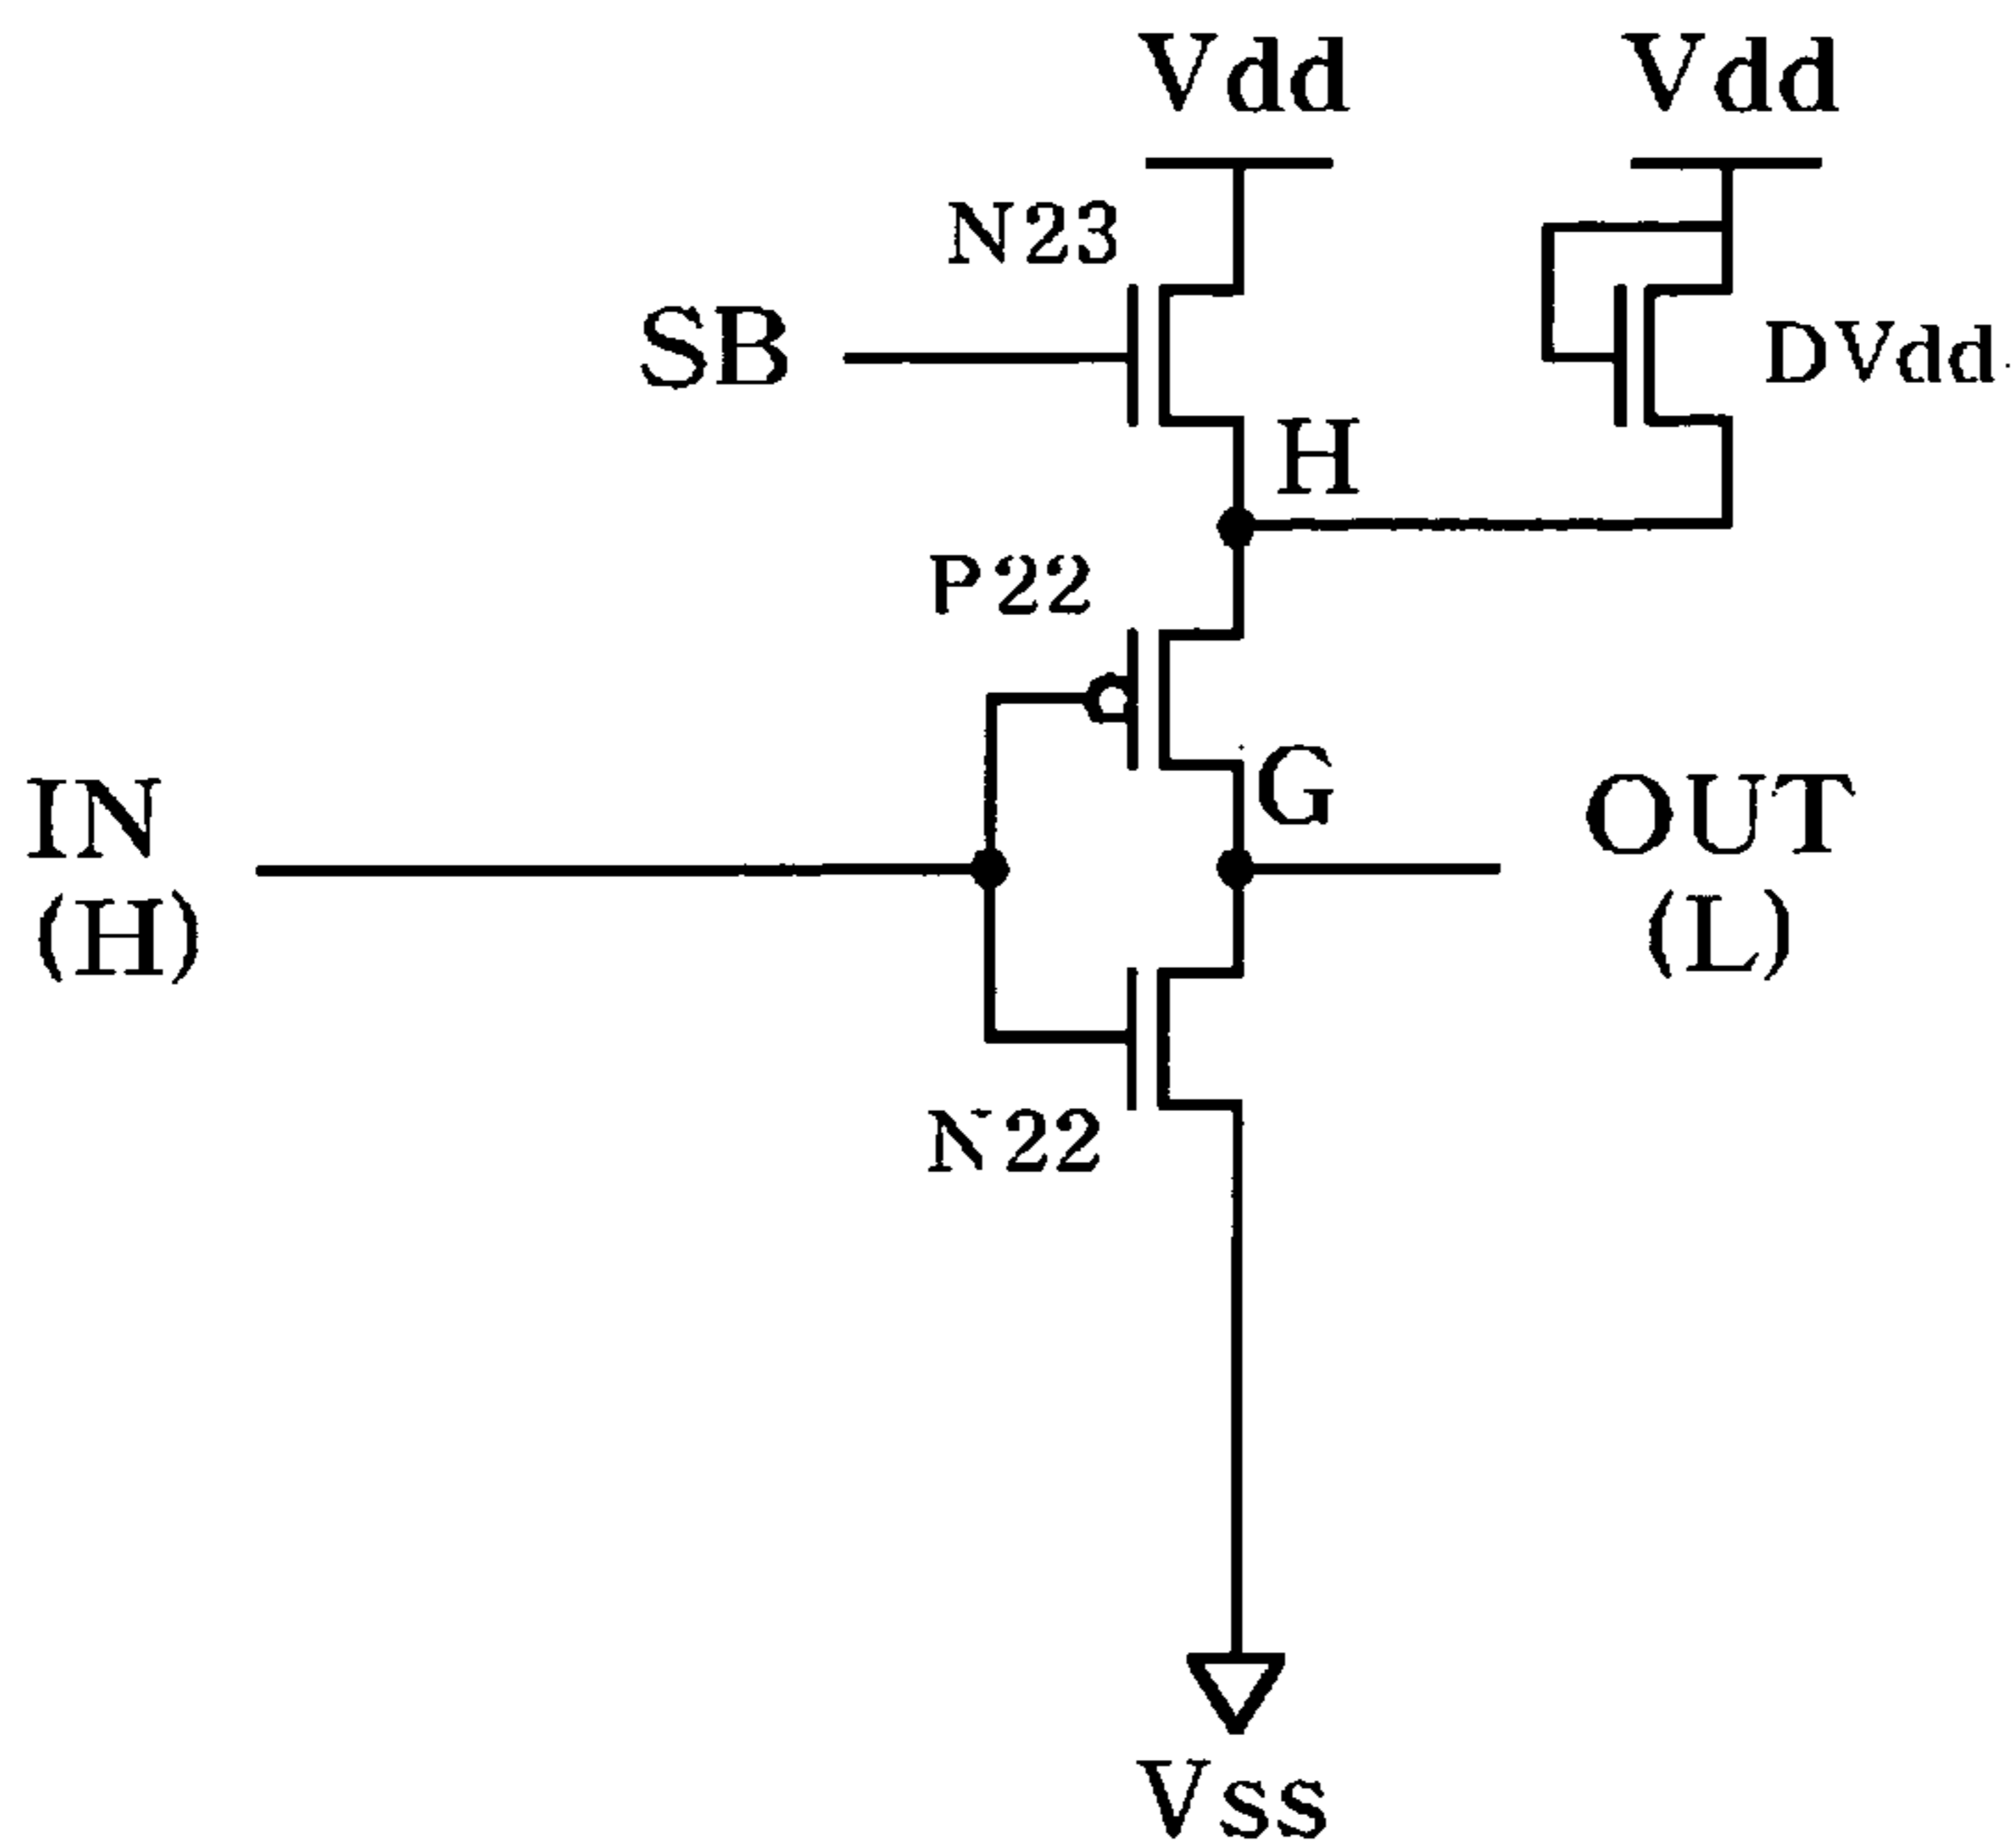 Vdd
Vdd
N23
SB
DVdd
H
P22
G
IN
OUT
(H)
(L)
N22
Vss